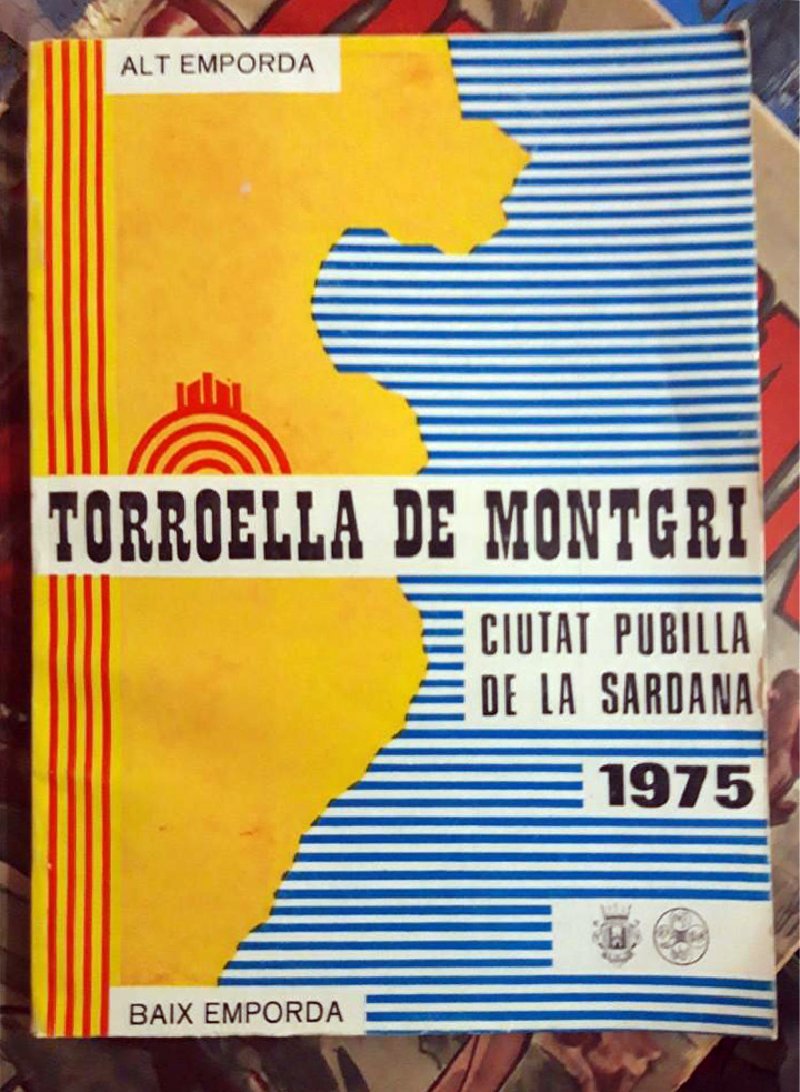 ALT EMPORDA
TORROELLA DE MONTGRI
CIUTAT PUBILLA
DE LA SARDANA
1975
BAIX EMPORDA